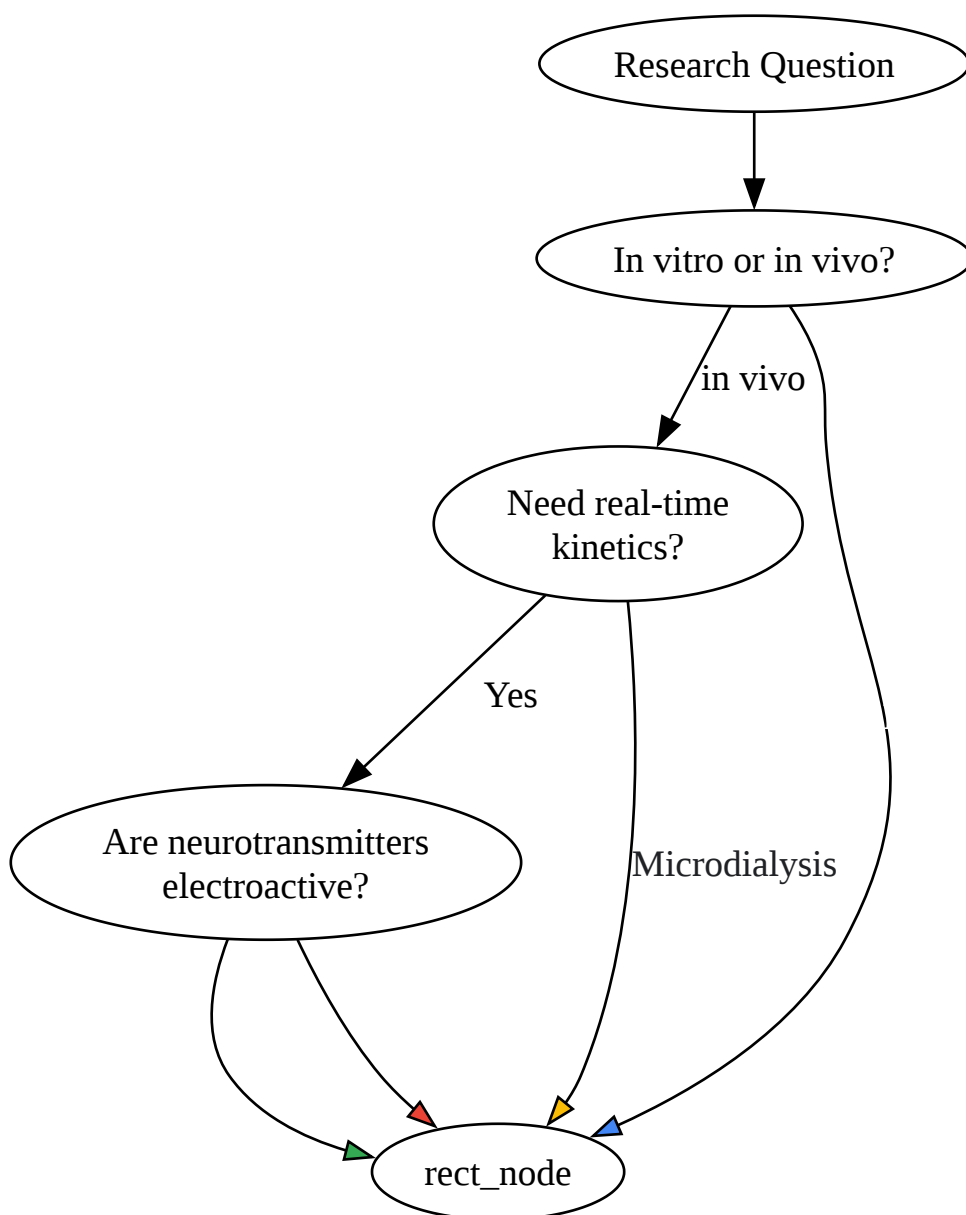 Research Question
In vitro or in vivo?
in vivo
Need real-time
kinetics?
Yes
Are neurotransmitters
electroactive?
Microdialysis
rect_node